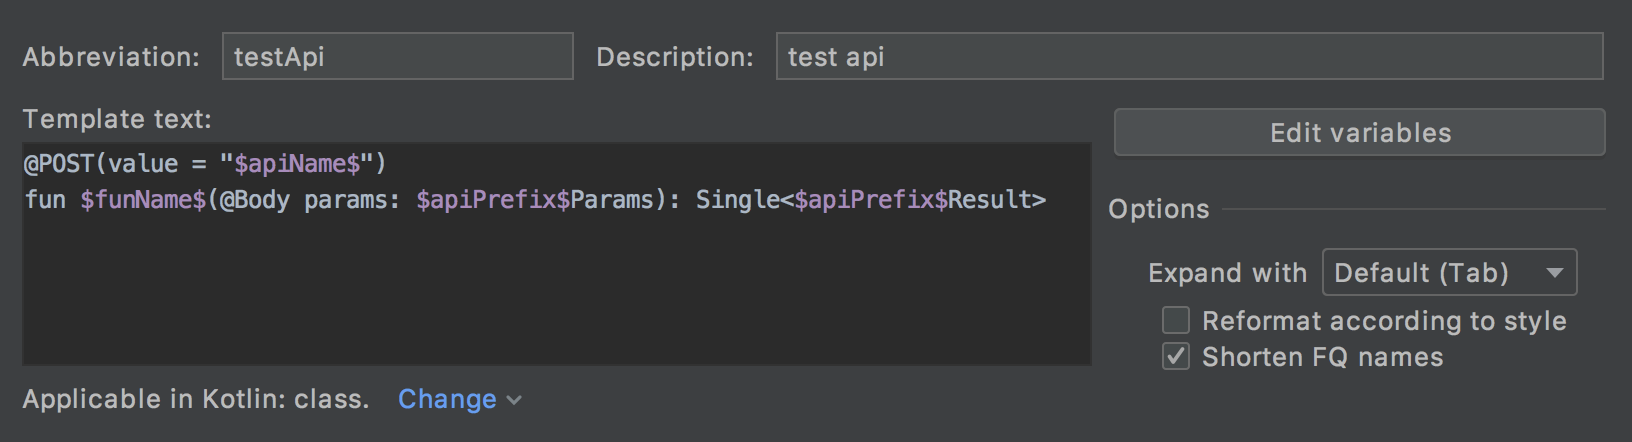 Abbreviation: testApi Description: test api
Template text:
Edit variables
@POST(value = "$apiName$")
fun $funName$(@Body params: $apiPrefix$Params): Single<$apiPrefix$Result>
Options
Expand with Default (Tab)
Reformat according to style
Shorten FQ names
Applicable in Kotlin: class. Change